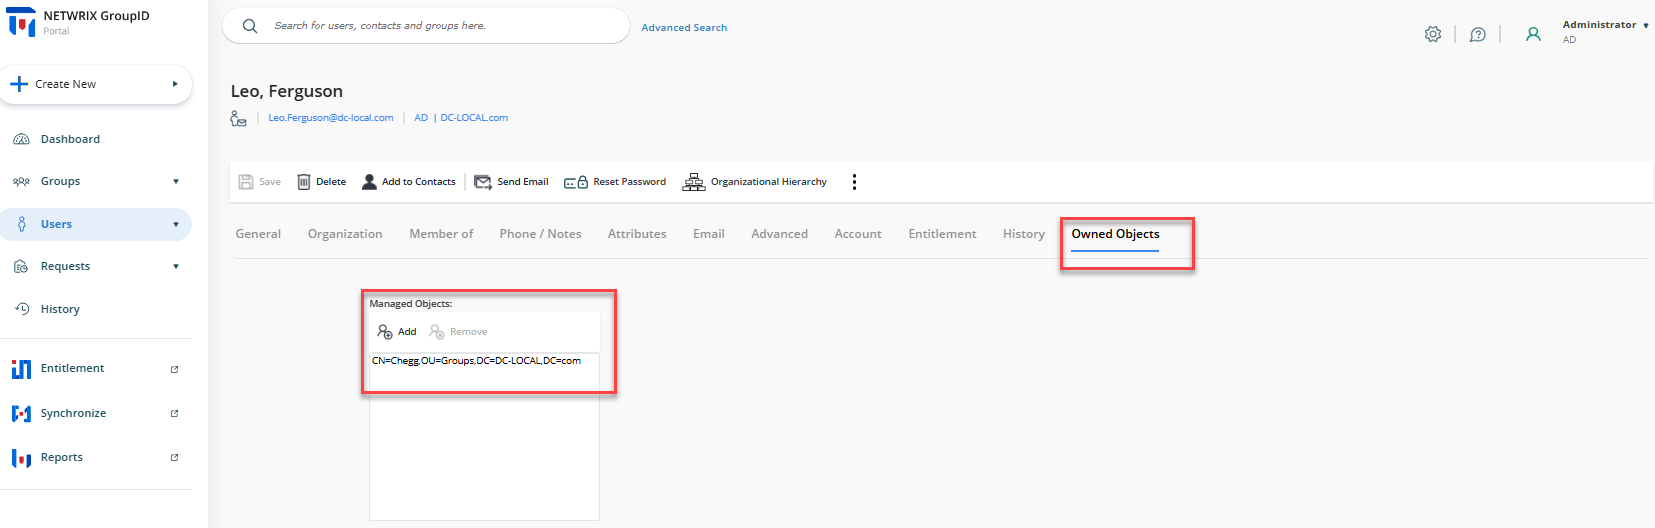 NETWRIX GroupID
Portal
Search for users, contacts and groups here.
Advanced Search
Administrator
AD
Create New
Dashboard
Groups
Users
Requests
History
Entitlement
Synchronize
Reports
Leo, Ferguson
Leo.Ferguson@dc-local.com | AD | DC-LOCAL.com
Save Delete Add to Contacts Send Email Reset Password Organizational Hierarchy
General Organization Member of Phone / Notes Attributes Email Advanced Account Entitlement History Owned Objects
Managed Objects:
Add Remove
CN=Chegg,OU=Groups,DC=DC-LOCAL,DC=com